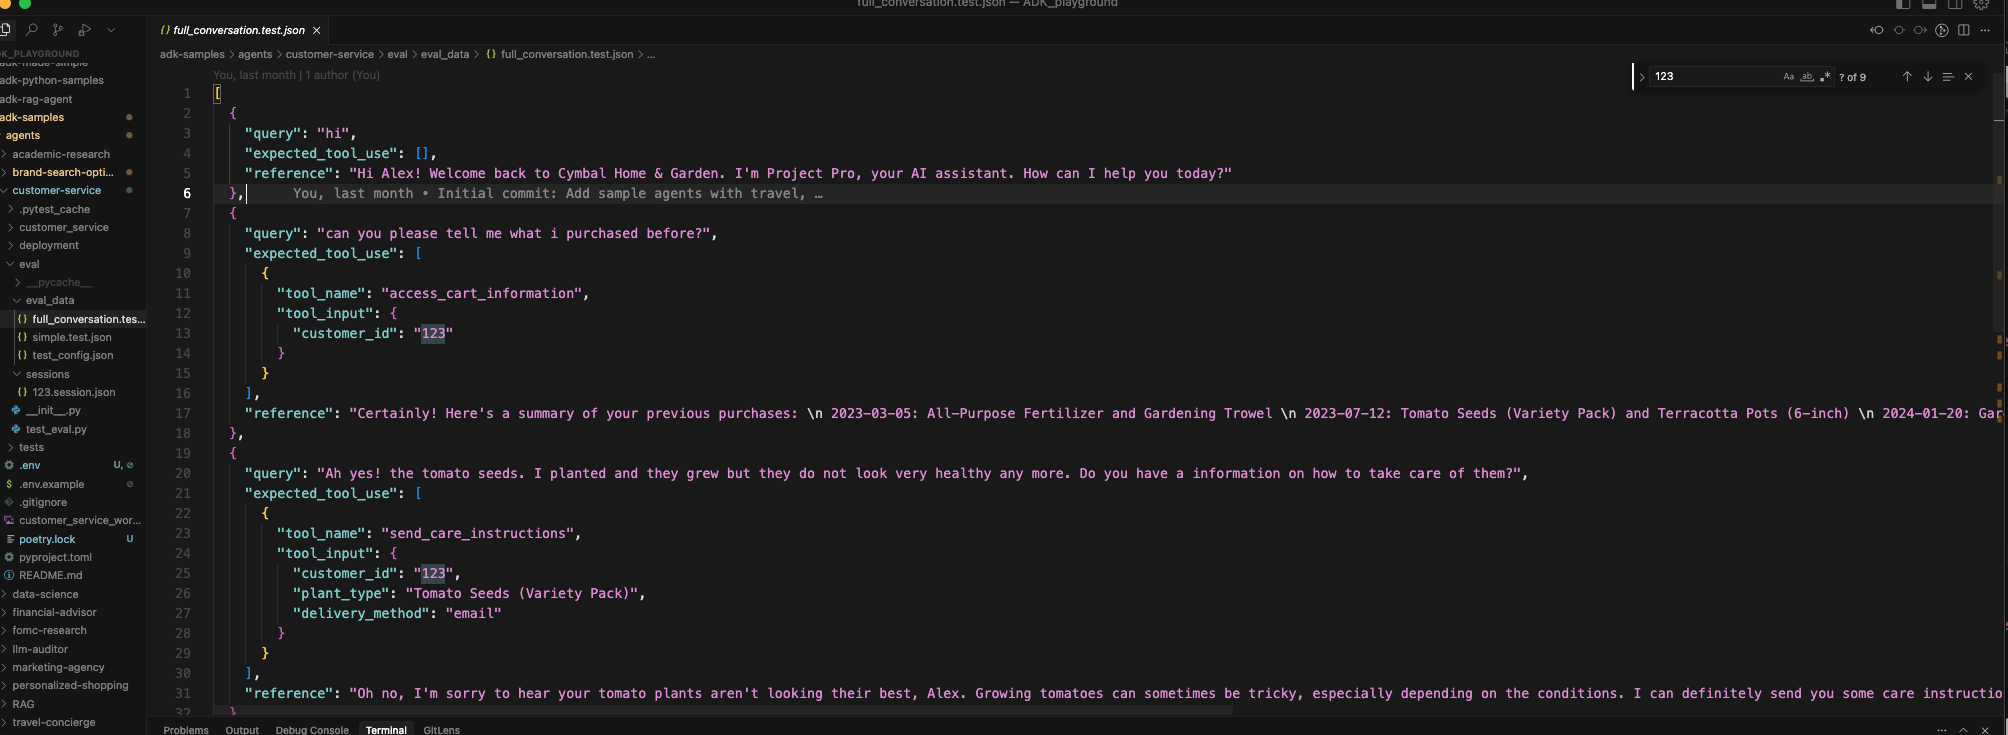 full_conversation.test.json — ADK_playground
full_conversation.test.json
adk-samples > agents > customer-service > eval > eval_data > {} full_conversation.test.json > ...
ADK_PLAYGROUND
adk-made-simple
adk-python-samples
adk-rag-agent
adk-samples
agents
academic-research
brand-search-opti...
customer-service
.pytest_cache
customer_service
deployment
eval
__pycache__
eval_data
{} full_conversation.tes...
{} simple.test.json
{} test_config.json
sessions
{} 123.session.json
__init__.py
test_eval.py
tests
.env U,
$ .env.example
.gitignore
customer_service_wor...
poetry.lock U
pyproject.toml
README.md
data-science
financial-advisor
fomc-research
llm-auditor
marketing-agency
personalized-shopping
RAG
travel-concierge
123 Aa ab .* ? of 9
You, last month | 1 author (You)
1 [
2 {
3 "query": "hi",
4 "expected_tool_use": [],
5 "reference": "Hi Alex! Welcome back to Cymbal Home & Garden. I'm Project Pro, your AI assistant. How can I help you today?"
6 }, You, last month • Initial commit: Add sample agents with travel, …
7 {
8 "query": "can you please tell me what i purchased before?",
9 "expected_tool_use": [
10 {
11 "tool_name": "access_cart_information",
12 "tool_input": {
13 "customer_id": "123"
14 }
15 }
16 ],
17 "reference": "Certainly! Here's a summary of your previous purchases: \n 2023-03-05: All-Purpose Fertilizer and Gardening Trowel \n 2023-07-12: Tomato Seeds (Variety Pack) and Terracotta Pots (6-inch) \n 2024-01-20: Gar
18 },
19 {
20 "query": "Ah yes! the tomato seeds. I planted and they grew but they do not look very healthy any more. Do you have a information on how to take care of them?",
21 "expected_tool_use": [
22 {
23 "tool_name": "send_care_instructions",
24 "tool_input": {
25 "customer_id": "123",
26 "plant_type": "Tomato Seeds (Variety Pack)",
27 "delivery_method": "email"
28 }
29 }
30 ],
31 "reference": "Oh no, I'm sorry to hear your tomato plants aren't looking their best, Alex. Growing tomatoes can sometimes be tricky, especially depending on the conditions. I can definitely send you some care instructio
32 }
Problems Output Debug Console Terminal GitLens